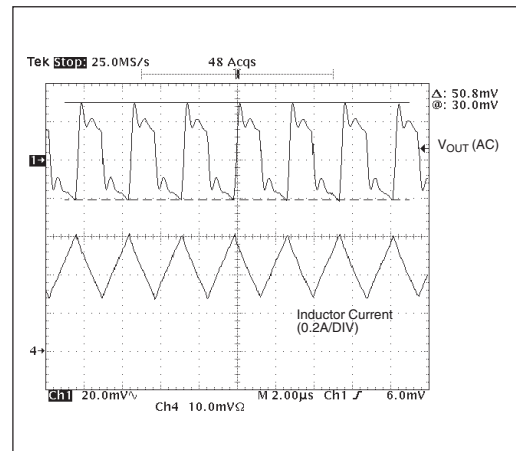 Tek Stop: 25.0MS/s 48 Acqs
Δ: 50.8mV
@: 30.0mV
VOUT (AC)
1→
Inductor Current
(0.2A/DIV)
4→
Ch1 20.0mV∿ M 2.00μs Ch1 ∫ 6.0mV
Ch4 10.0mVΩ